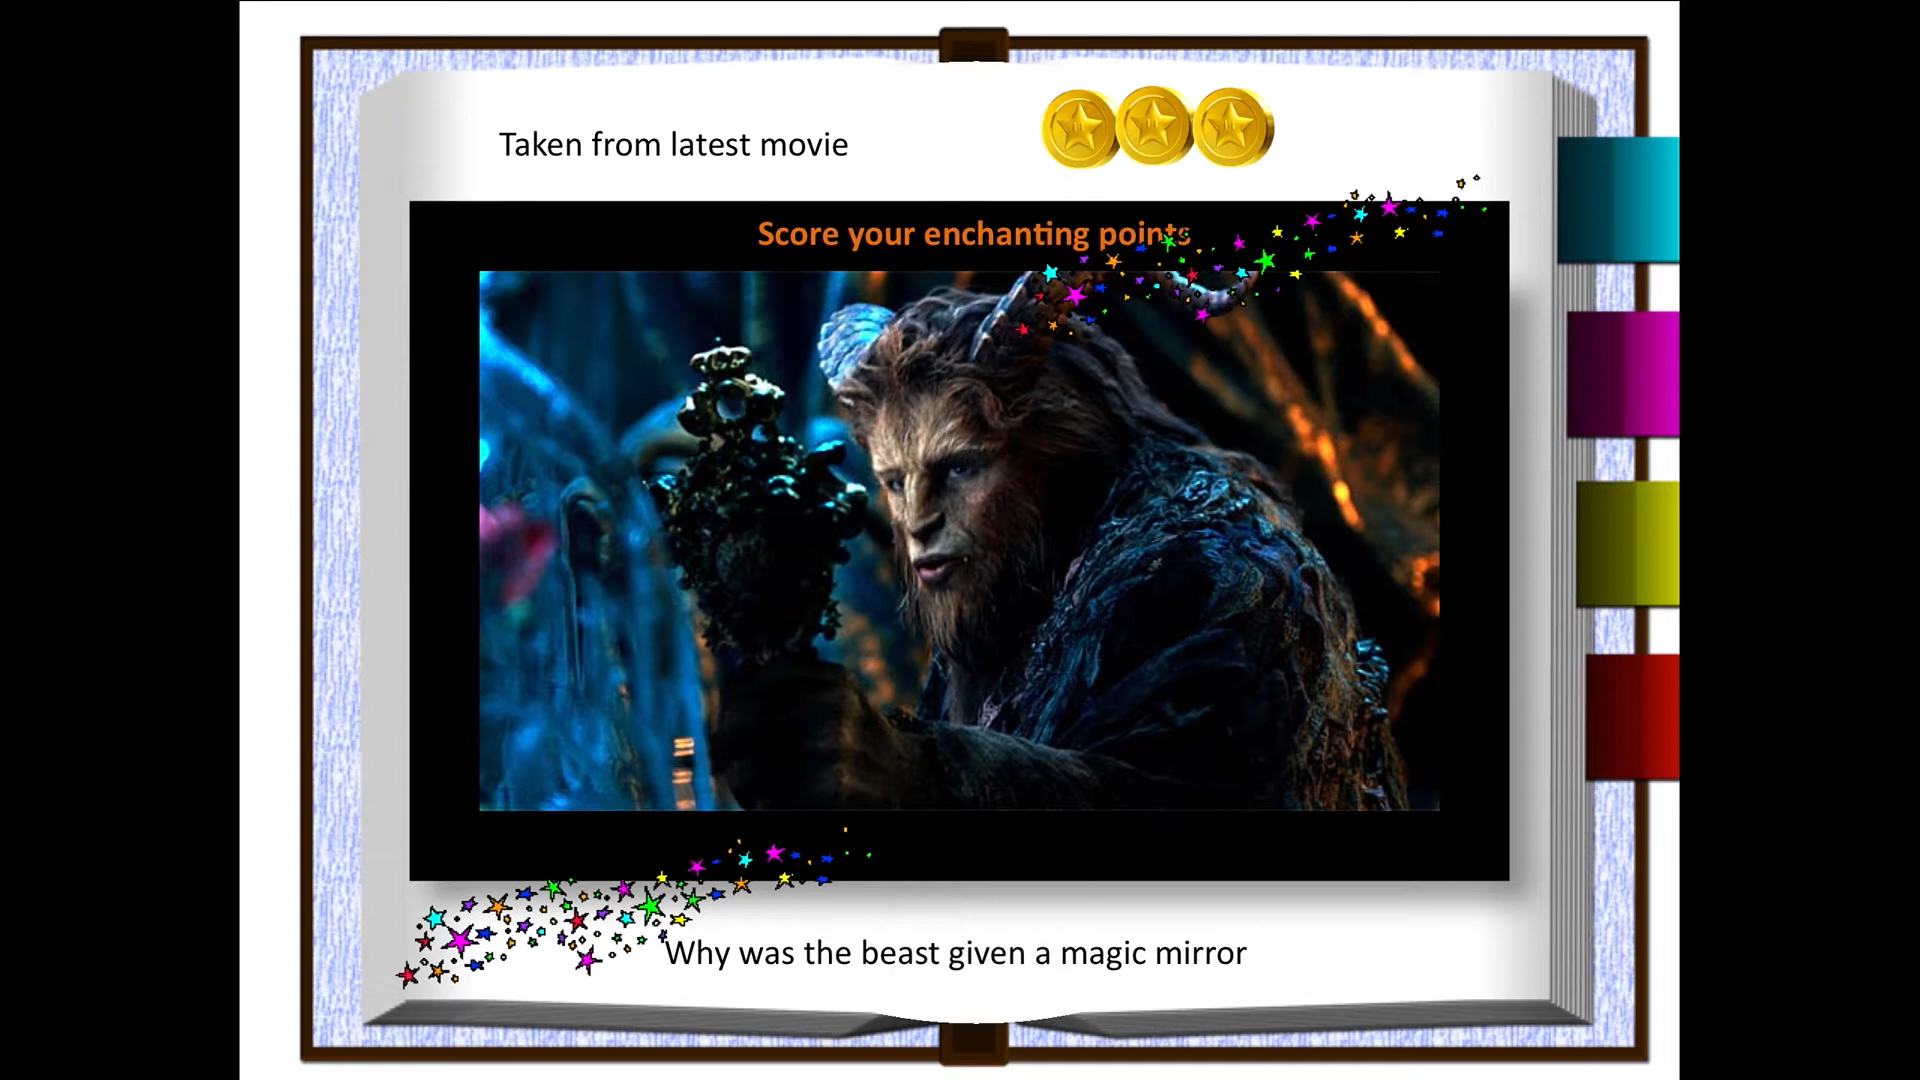 Taken from latest movie
Score your enchanting points
Why was the beast given a magic mirror